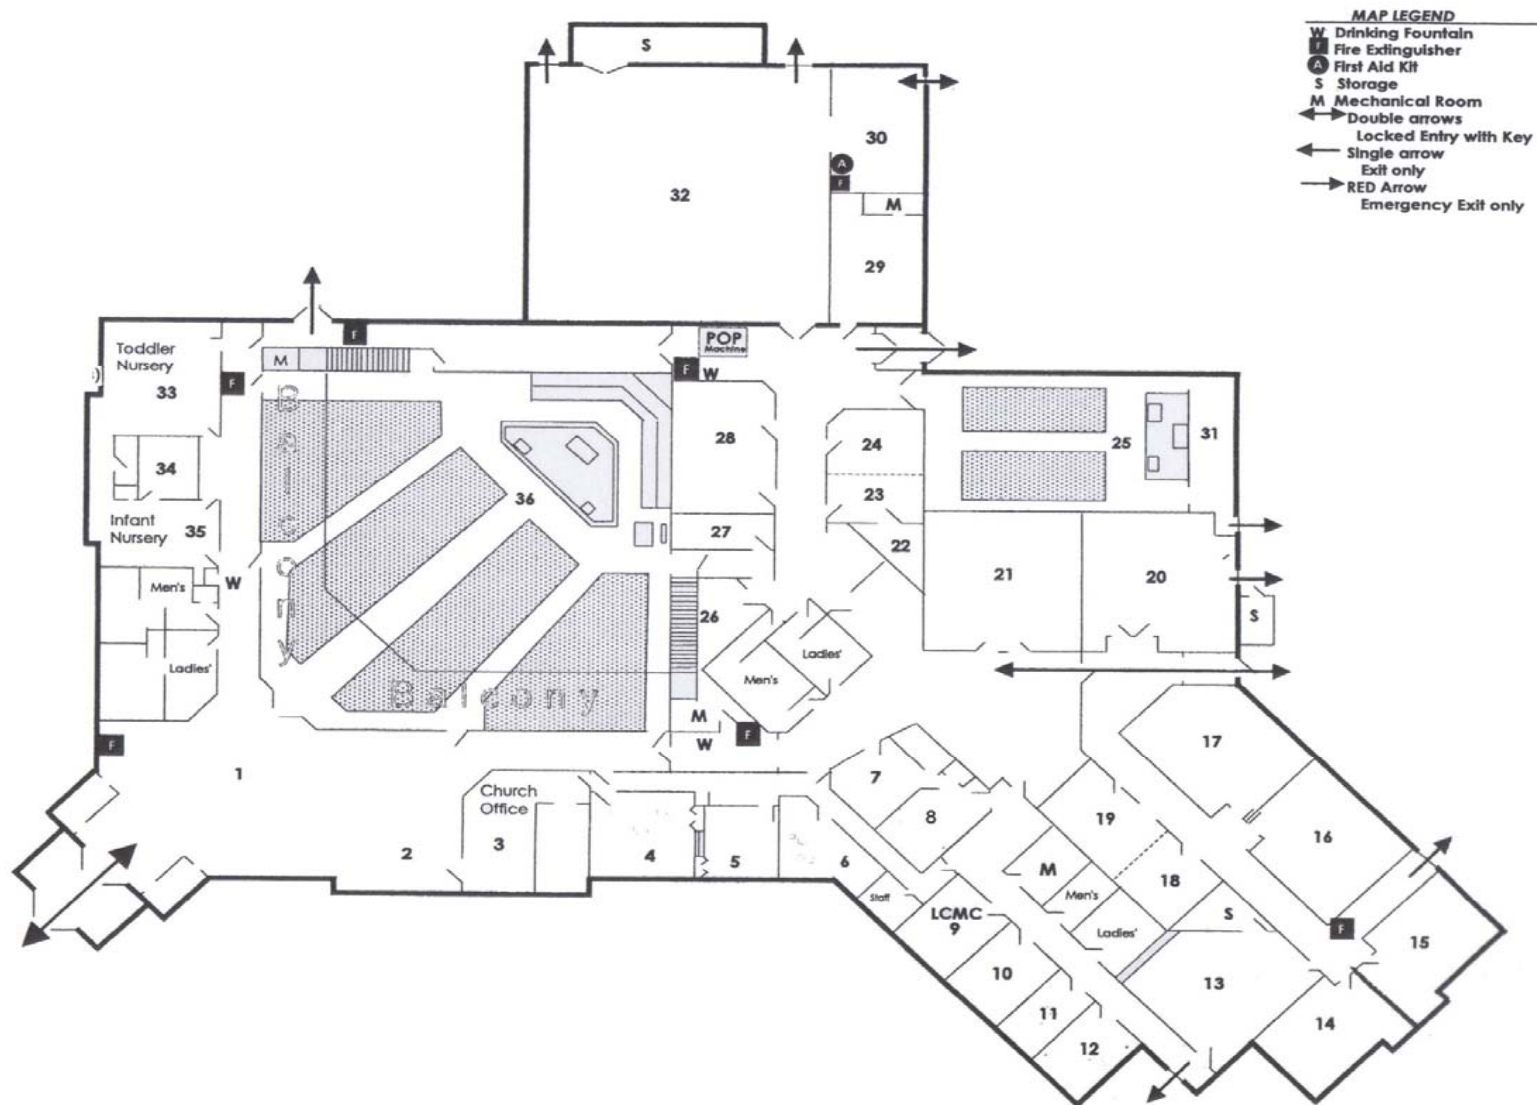 MAP LEGEND
W Drinking Fountain
F Fire Extinguisher
A First Aid Kit
S Storage
M Mechanical Room
Double arrows
Locked Entry with Key
Single arrow
Exit only
RED Arrow
Emergency Exit only
S
30
A
F
32
M
29
F
POP
Machine
Toddler
Nursery
M
F
W
33
F
Balcony
28
24
25
31
34
36
23
Infant
Nursery
35
27
22
21
20
W
Men's
26
S
Ladies'
Ladies'
Men's
Balcony
M
F
W
17
F
1
7
Church
Office
8
19
16
2
3
4
5
6
M
18
Staff
Men's
LCMC
9
S
Ladies'
F
15
10
13
11
14
12